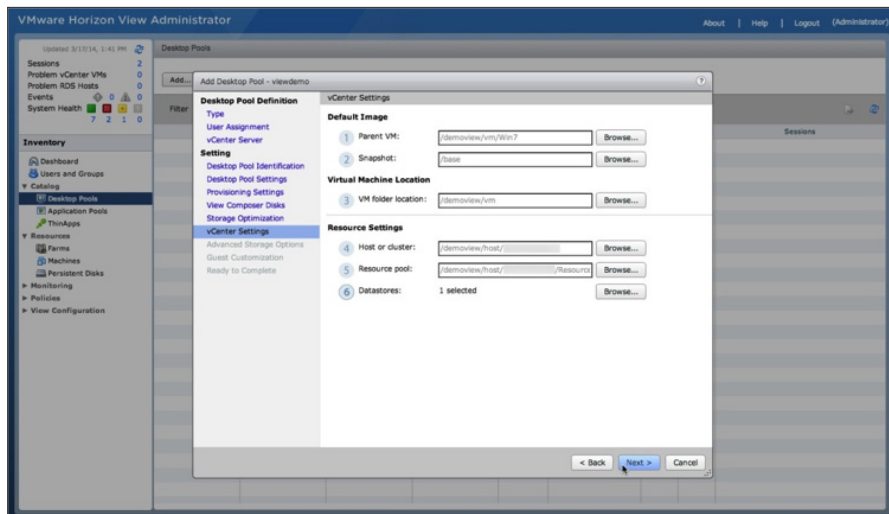 VMware Horizon View Administrator
About | Help | Logout (Administrator)
Updated 3/17/14, 1:41 PM
Sessions 2
Problem vCenter VMs 0
Problem RDS Hosts 0
Events 0 0
System Health
7 2 1 0
Inventory
Dashboard
Users and Groups
Catalog
Desktop Pools
Application Pools
ThinApps
Resources
Farms
Machines
Persistent Disks
Monitoring
Policies
View Configuration
Desktop Pools
Add...
Filter
Sessions
Add Desktop Pool - viewdemo
?
Desktop Pool Definition
Type
User Assignment
vCenter Server
Setting
Desktop Pool Identification
Desktop Pool Settings
Provisioning Settings
View Composer Disks
Storage Optimization
vCenter Settings
Advanced Storage Options
Guest Customization
Ready to Complete
vCenter Settings
Default Image
1 Parent VM: /demoview/vm/Win7 Browse...
2 Snapshot: /base Browse...
Virtual Machine Location
3 VM folder location: /demoview/vm Browse...
Resource Settings
4 Host or cluster: /demoview/host/ Browse...
5 Resource pool: /demoview/host/ /Resourc Browse...
6 Datastores: 1 selected Browse...
< Back Next > Cancel